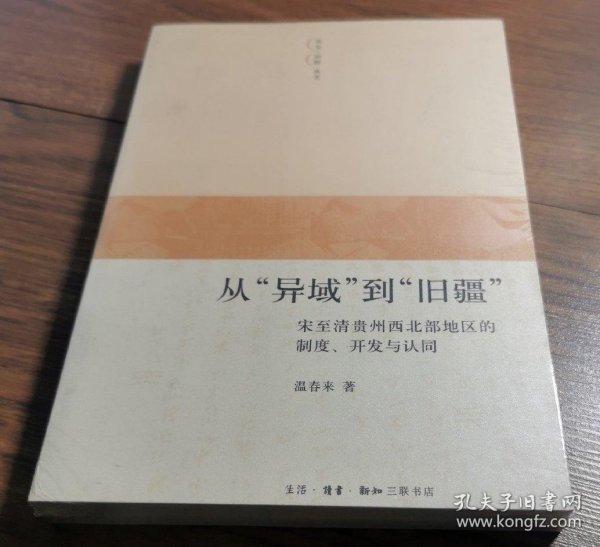 从“异域”到“旧疆”
宋至清贵州西北部地区的
制度、开发与认同
温春来 著
生活·讀書·新知三联书店
孔夫子旧书网
www.kongfz.com